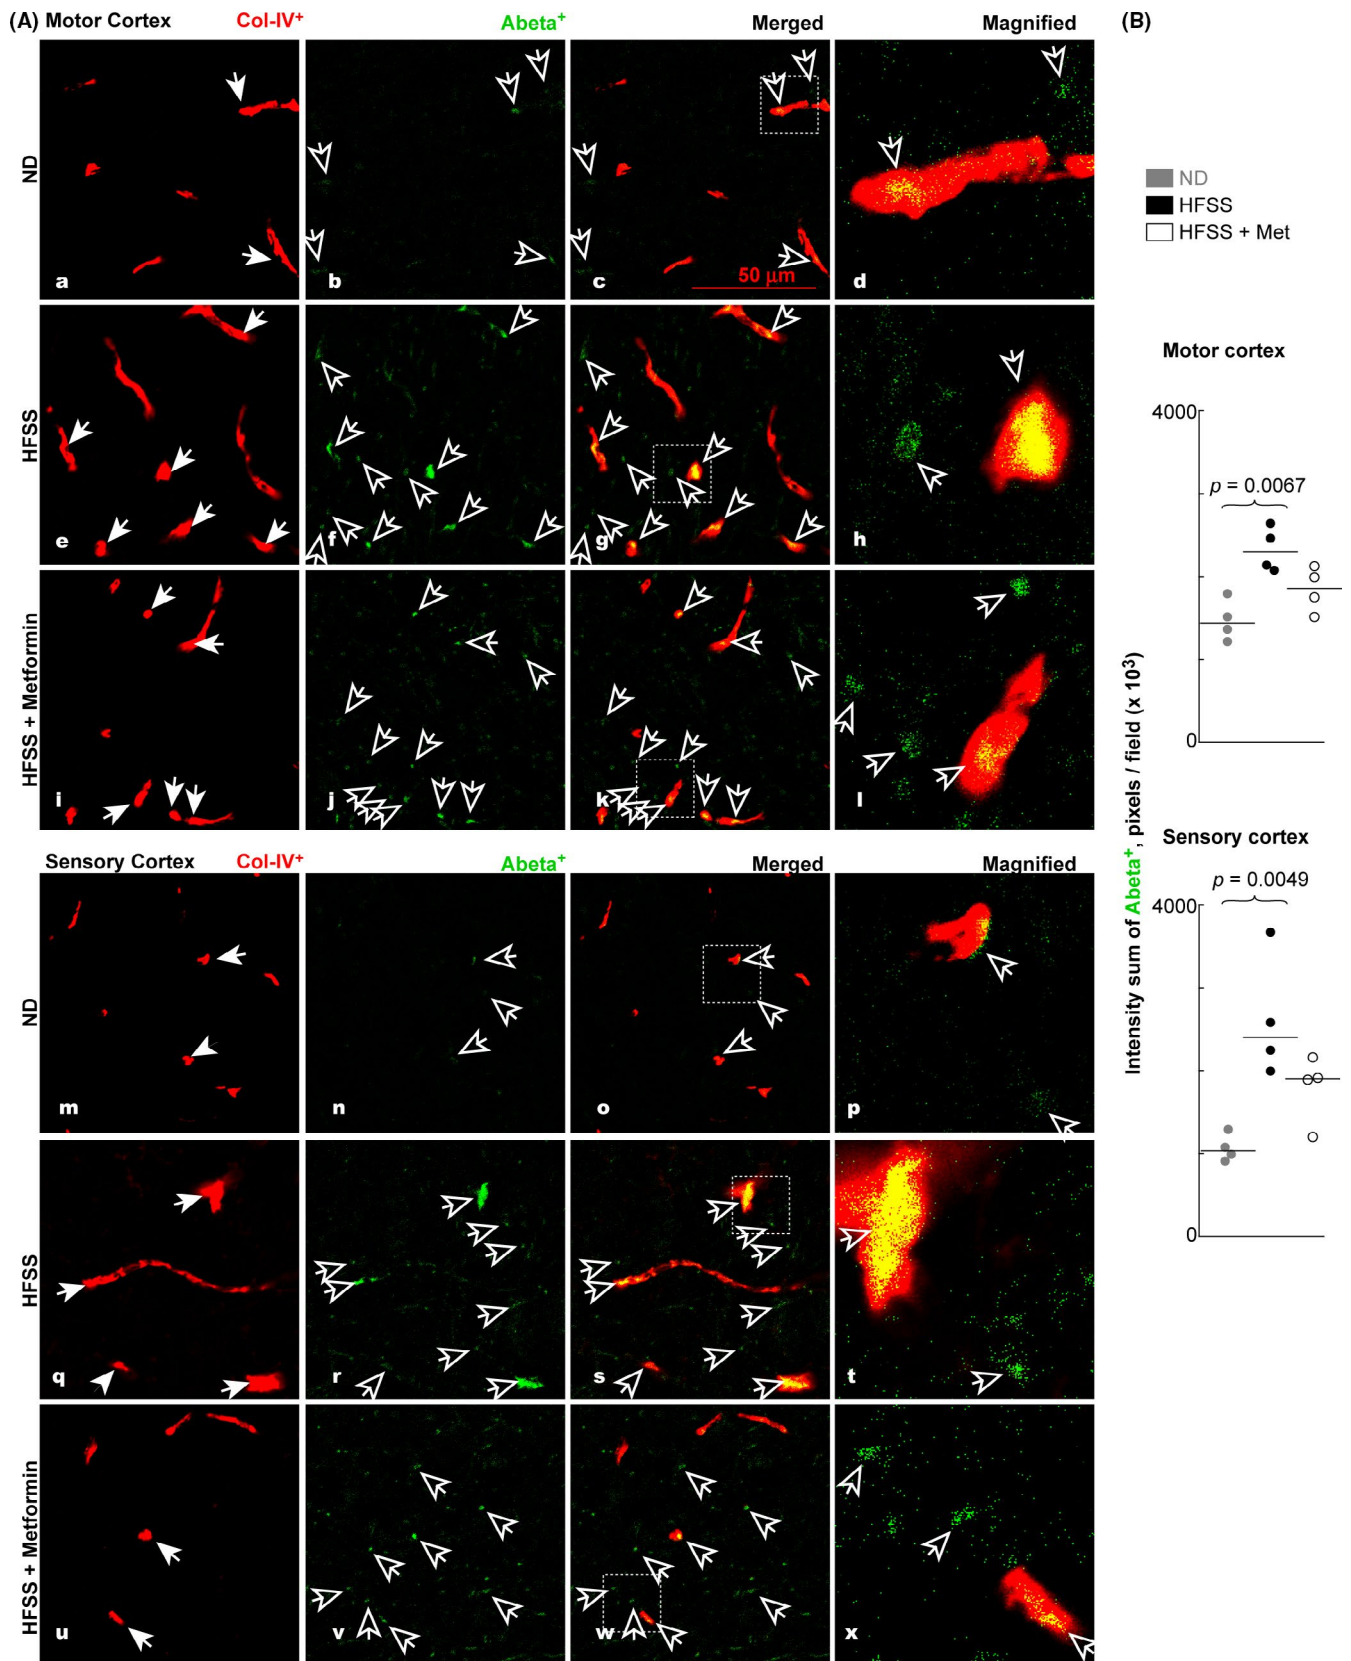 (A) Motor Cortex Col-IV+ Abeta+ Merged Magnified (B)
ND
a b c d
50 µm
HFSS
e f g h
HFSS + Metformin
i j k l
Sensory Cortex Col-IV+ Abeta+ Merged Magnified
ND
m n o p
HFSS
q r s t
HFSS + Metformin
u v w x
ND
HFSS
HFSS + Met
Intensity sum of Abeta+, pixels / field (x 10³)
Motor cortex
4000
p = 0.0067
0
Sensory cortex
p = 0.0049
4000
0